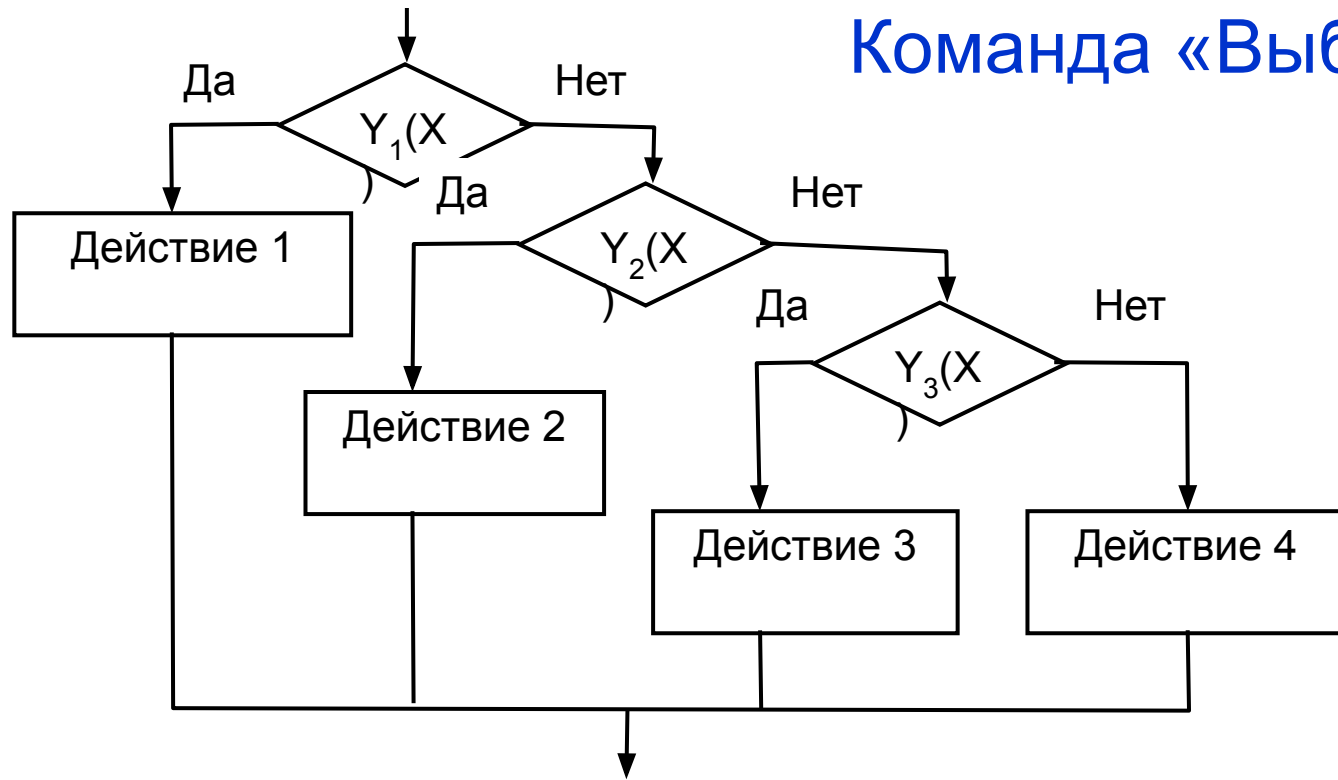 Команда «Выб
Да
Нет
Y1(X
)
Да
Нет
Действие 1
Y2(X
)
Да
Нет
Y3(X
)
Действие 2
Действие 3
Действие 4